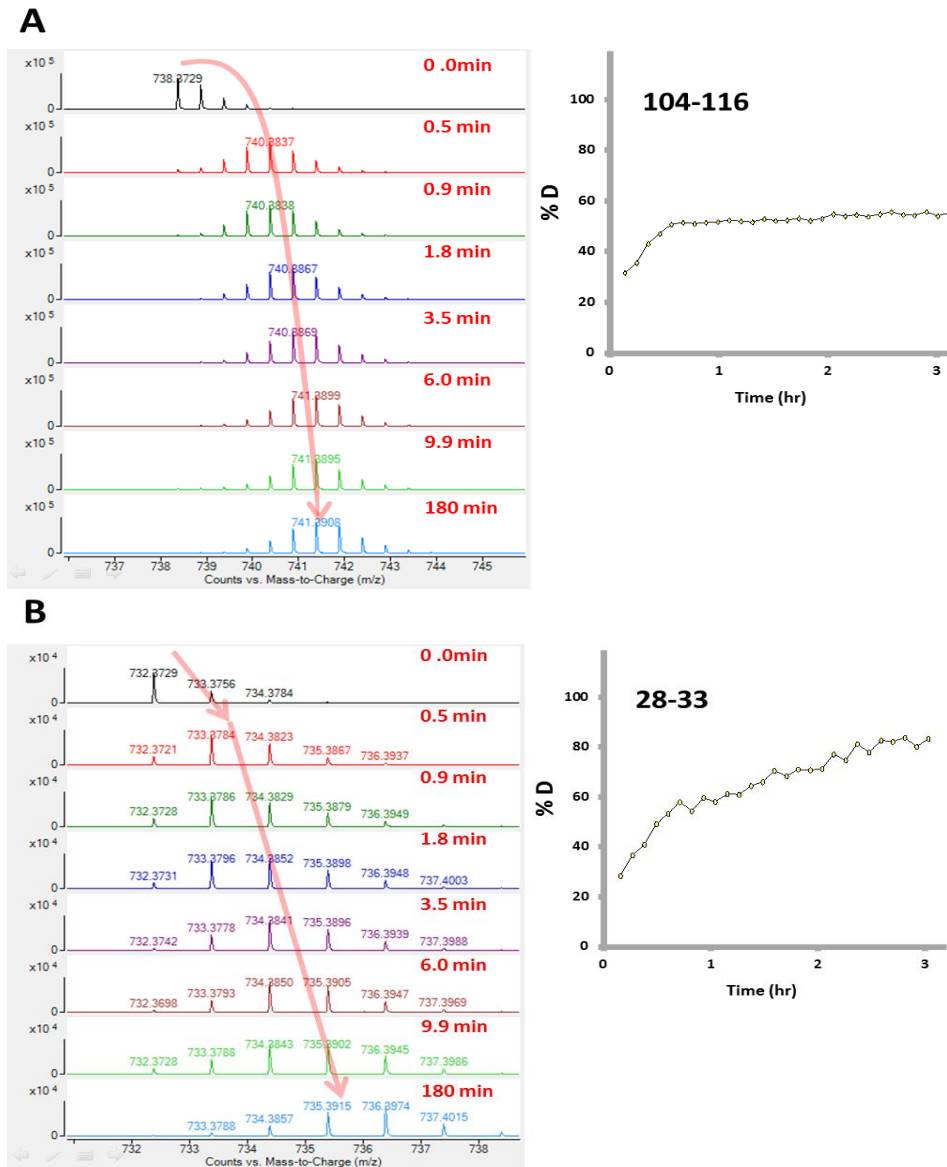 A
x10 5
0
738.3729
0 .0min
x10 5
0
740.3837
0.5 min
x10 5
0
740.3838
0.9 min
x10 5
0
740.3867
1.8 min
x10 5
0
740.3869
3.5 min
x10 5
0
741.3899
6.0 min
x10 5
0
741.3895
9.9 min
x10 5
0
741.3908
180 min
737 738 739 740 741 742 743 744 745
Counts vs. Mass-to-Charge (m/z)
104-116
% D
100
80
60
40
20
0
0 1 2 3
Time (hr)
B
x10 4
0
732.3729 733.3756 734.3784
0 .0min
x10 4
0
732.3721 733.3784 734.3823 735.3867 736.3937
0.5 min
x10 4
0
732.3728 733.3786 734.3829 735.3879 736.3949
0.9 min
x10 4
0
732.3731 733.3796 734.3852 735.3898 736.3948 737.4003
1.8 min
x10 4
0
732.3742 733.3778 734.3841 735.3896 736.3939 737.3988
3.5 min
x10 4
0
732.3698 733.3793 734.3850 735.3905 736.3947 737.3969
6.0 min
x10 4
0
732.3728 733.3788 734.3843 735.3902 736.3945 737.3986
9.9 min
x10 4
0
733.3788 734.3857 735.3915 736.3974 737.4015
180 min
732 733 734 735 736 737 738
Counts vs. Mass-to-Charge (m/z)
28-33
% D
100
80
60
40
20
0
0 1 2 3
Time (hr)